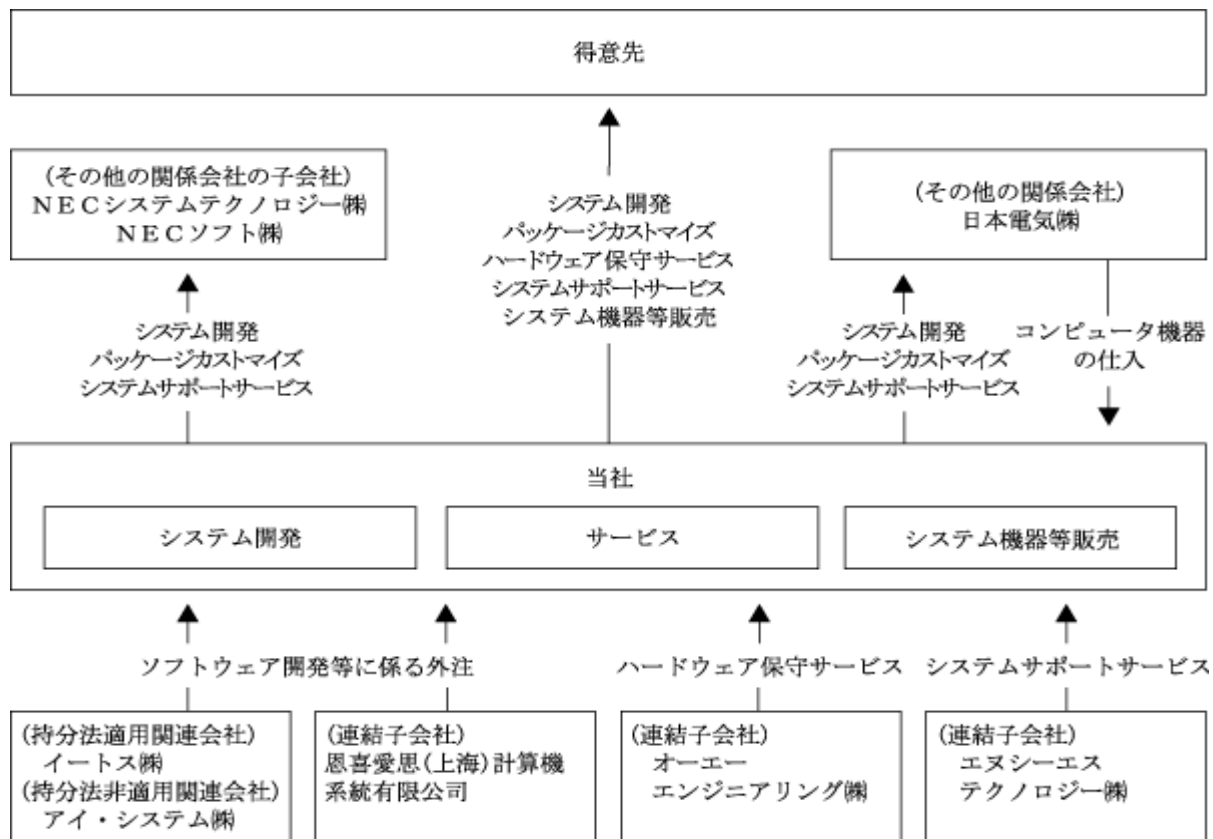 得意先
(その他の関係会社の子会社)
NECシステムテクノロジー㈱
NECソフト㈱
システム開発
パッケージカストマイズ
ハードウェア保守サービス
システムサポートサービス
システム機器等販売
(その他の関係会社)
日本電気㈱
システム開発
パッケージカストマイズ
システムサポートサービス
システム開発
パッケージカストマイズ
システムサポートサービス
コンピュータ機器
の仕入
当社
システム開発
サービス
システム機器等販売
ソフトウェア開発等に係る外注
ハードウェア保守サービス
システムサポートサービス
(持分法適用関連会社)
イートス㈱
(持分法非適用関連会社)
アイ・システム㈱
(連結子会社)
恩喜愛思(上海)計算機
系統有限公司
(連結子会社)
オーエー
エンジニアリング㈱
(連結子会社)
エヌシーエス
テクノロジー㈱